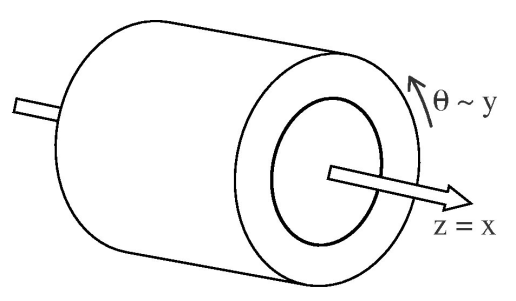 θ ~ y
z = x